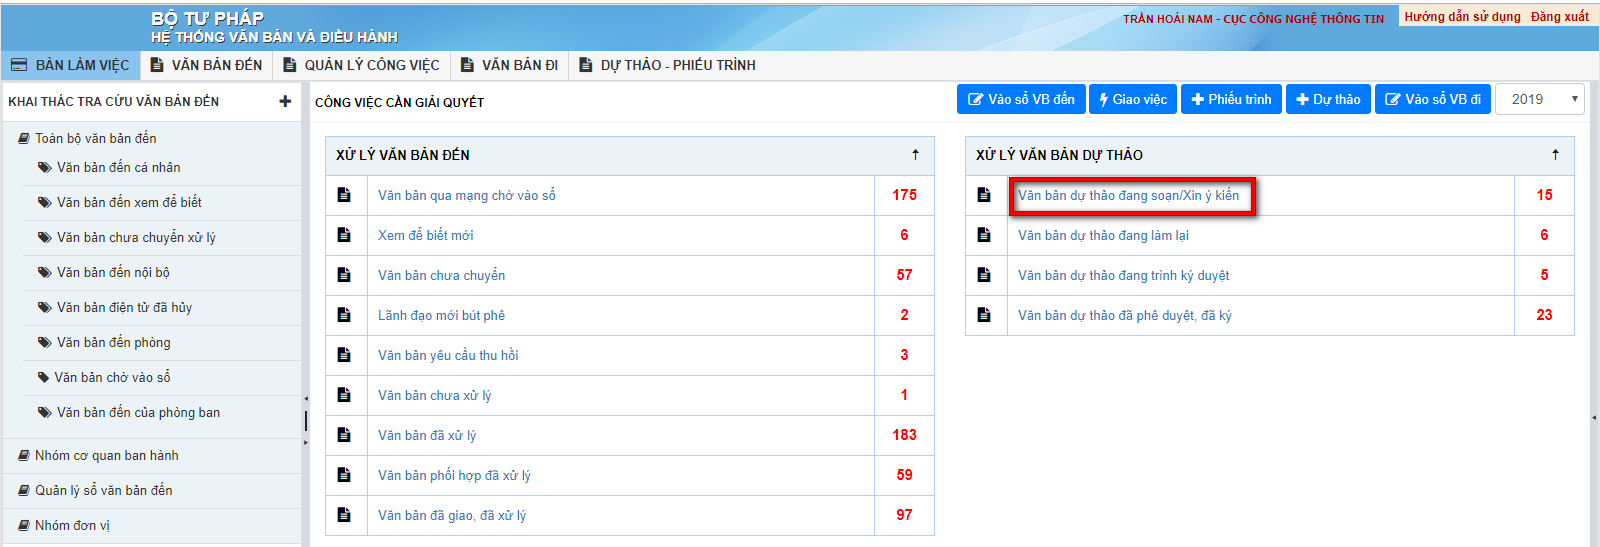 BỘ TƯ PHÁP
HỆ THỐNG VĂN BẢN VÀ ĐIỀU HÀNH
TRẦN HOÀI NAM - CỤC CÔNG NGHỆ THÔNG TIN
Hướng dẫn sử dụng Đăng xuất
BÀN LÀM VIỆC
VĂN BẢN ĐẾN
QUẢN LÝ CÔNG VIỆC
VĂN BẢN ĐI
DỰ THẢO - PHIẾU TRÌNH
KHAI THÁC TRA CỨU VĂN BẢN ĐẾN
Toàn bộ văn bản đến
Văn bản đến cá nhân
Văn bản đến xem để biết
Văn bản chưa chuyển xử lý
Văn bản đến nội bộ
Văn bản điện tử đã hủy
Văn bản đến phòng
Văn bản chờ vào sổ
Văn bản đến của phòng ban
Nhóm cơ quan ban hành
Quản lý sổ văn bản đến
Nhóm đơn vị
CÔNG VIỆC CẦN GIẢI QUYẾT
Vào sổ VB đến
Giao việc
Phiếu trình
Dự thảo
Vào sổ VB đi
2019
XỬ LÝ VĂN BẢN ĐẾN
Văn bản qua mạng chờ vào sổ 175
Xem để biết mới 6
Văn bản chưa chuyển 57
Lãnh đạo mới bút phê 2
Văn bản yêu cầu thu hồi 3
Văn bản chưa xử lý 1
Văn bản đã xử lý 183
Văn bản phối hợp đã xử lý 59
Văn bản đã giao, đã xử lý 97
XỬ LÝ VĂN BẢN DỰ THẢO
Văn bản dự thảo đang soạn/Xin ý kiến 15
Văn bản dự thảo đang làm lại 6
Văn bản dự thảo đang trình ký duyệt 5
Văn bản dự thảo đã phê duyệt, đã ký 23